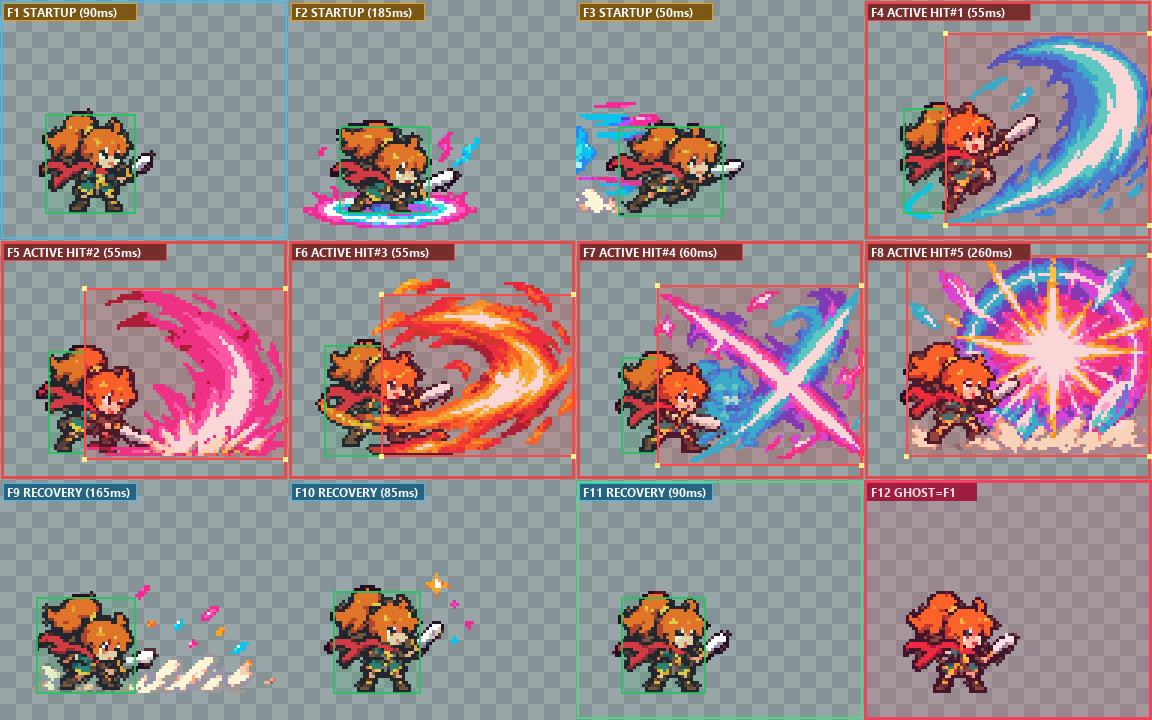 F1 STARTUP (90ms)
F2 STARTUP (185ms)
F3 STARTUP (50ms)
F4 ACTIVE HIT#1 (55ms)
F5 ACTIVE HIT#2 (55ms)
F6 ACTIVE HIT#3 (55ms)
F7 ACTIVE HIT#4 (60ms)
F8 ACTIVE HIT#5 (260ms)
F9 RECOVERY (165ms)
F10 RECOVERY (85ms)
F11 RECOVERY (90ms)
F12 GHOST=F1